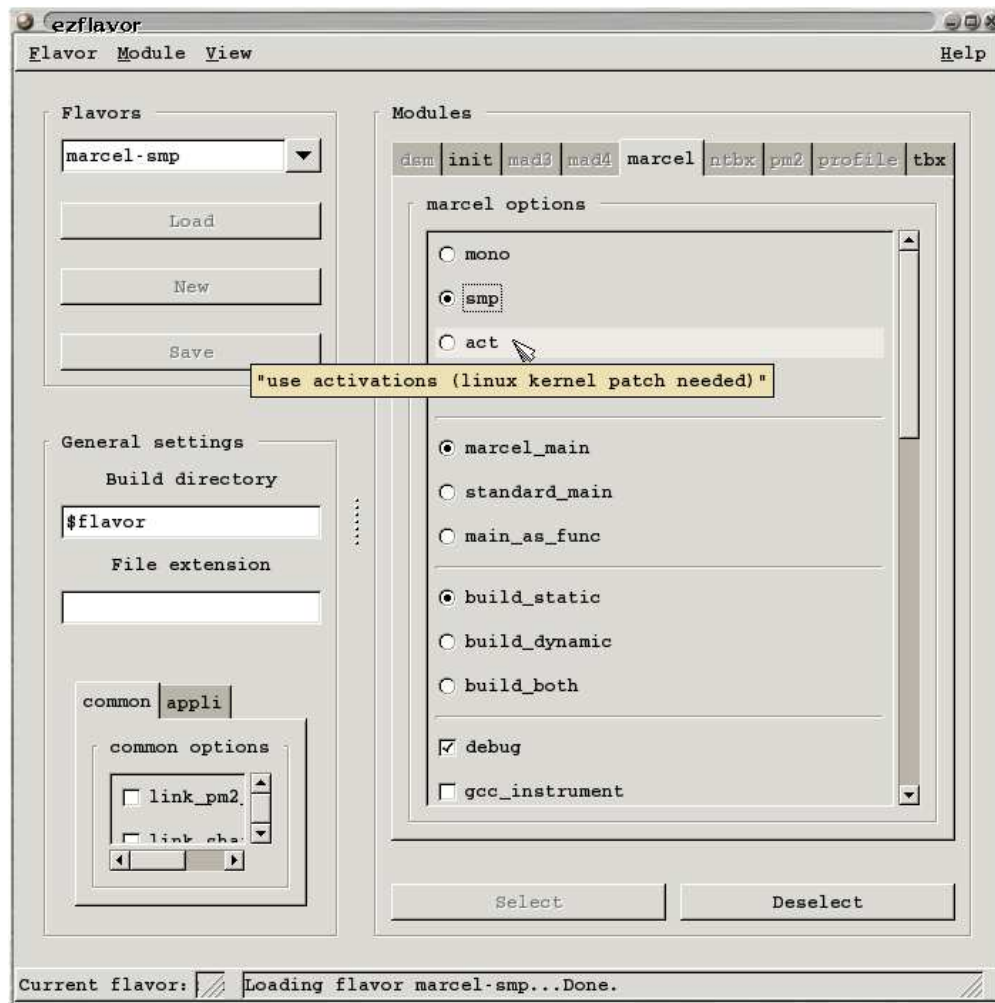 ezflavor
Flavor Module View Help
Flavors
marcel-smp
Load
New
Save
General settings
Build directory
$flavor
File extension
common appli
common options
link_pm2_
link_sha
Modules
dsm init mad3 mad4 marcel ntbx pm2 profile tbx
marcel options
mono
smp
act
"use activations (linux kernel patch needed)"
marcel_main
standard_main
main_as_func
build_static
build_dynamic
build_both
debug
gcc_instrument
Select Deselect
Current flavor: Loading flavor marcel-smp...Done.